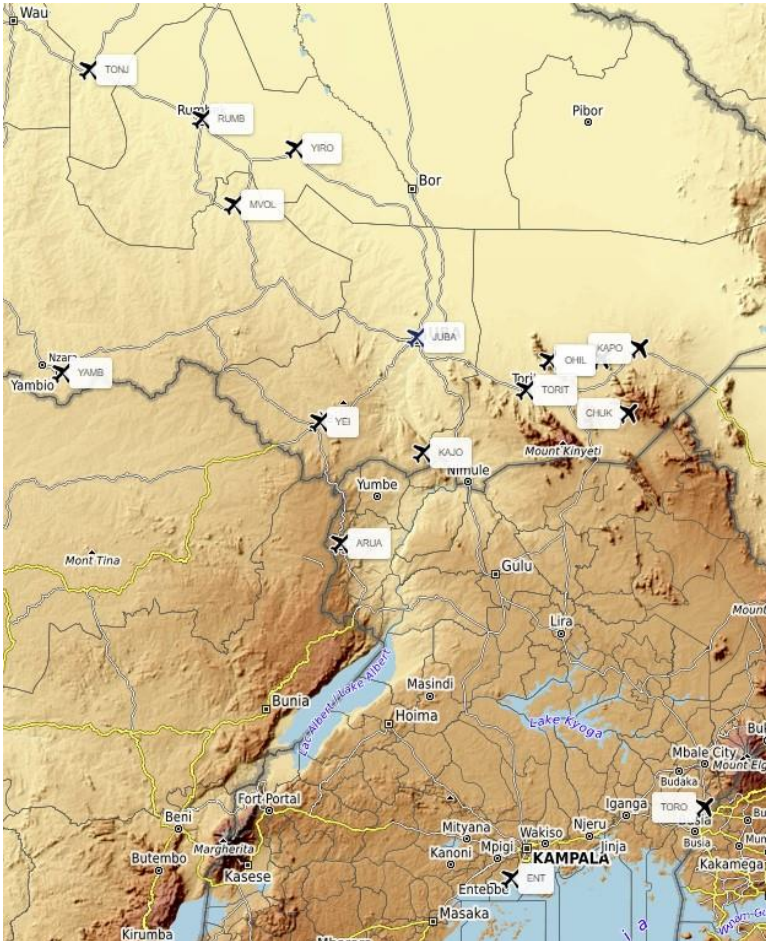 Wau
TONJ
RUMB
Pibor
YIRO
Bor
MVOL
JUBA
Nzara
KAPO
OHIL
YAMB
Yambio
TORIT
CHUK
YEI
KAJO
Mount Kinyeti
Nimule
Yumbe
ARUA
Mont Tina
Gulu
Lira
Mount
Lac Albert / Lake Albert
Masindi
Bunia
Hoima
Lake Kyoga
Mbale City
Budaka
Fort Portal
TORO
Iganga
Beni
Mityana
Wakiso
Njeru
Busia
Margherita
Kanoni
Mpigi
KAMPALA
Jinja
Kakamega
Butembo
Kasese
Entebbe
ENT
Masaka
Kirumba